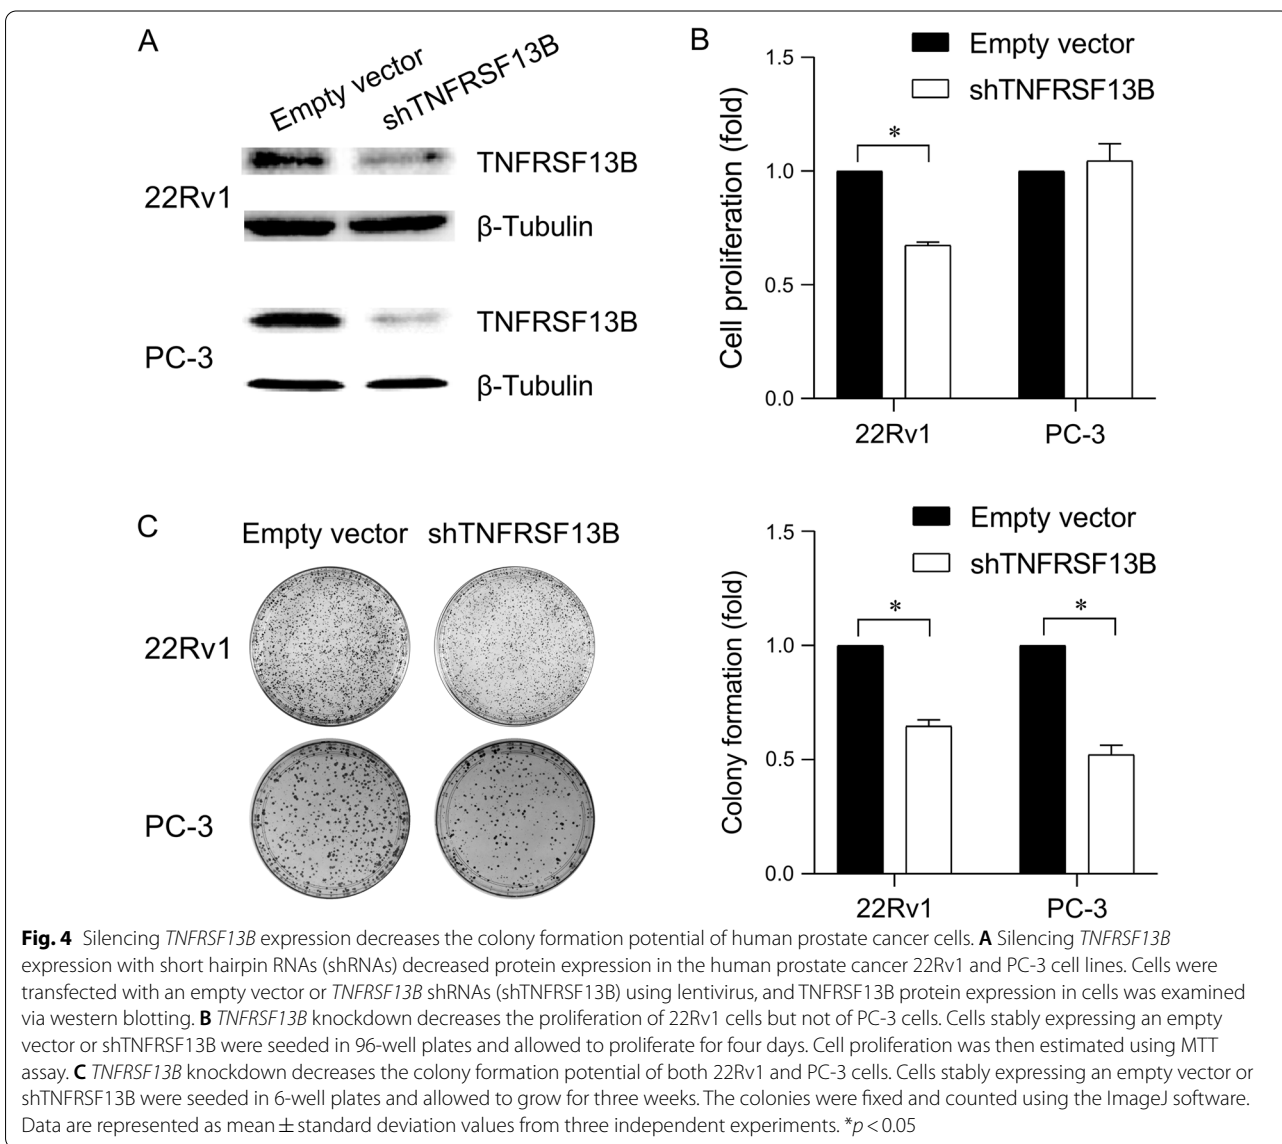 A
Empty vector
shTNFRSF13B
22Rv1
TNFRSF13B
β-Tubulin
PC-3
TNFRSF13B
β-Tubulin
B
Empty vector
shTNFRSF13B
Cell proliferation (fold)
1.5
1.0
0.5
0.0
*
22Rv1
PC-3
C
Empty vector
shTNFRSF13B
22Rv1
PC-3
Empty vector
shTNFRSF13B
Colony formation (fold)
1.5
1.0
0.5
0.0
*
*
22Rv1
PC-3
Fig. 4 Silencing TNFRSF13B expression decreases the colony formation potential of human prostate cancer cells. A Silencing TNFRSF13B
expression with short hairpin RNAs (shRNAs) decreased protein expression in the human prostate cancer 22Rv1 and PC-3 cell lines. Cells were
transfected with an empty vector or TNFRSF13B shRNAs (shTNFRSF13B) using lentivirus, and TNFRSF13B protein expression in cells was examined
via western blotting. B TNFRSF13B knockdown decreases the proliferation of 22Rv1 cells but not of PC-3 cells. Cells stably expressing an empty
vector or shTNFRSF13B were seeded in 96-well plates and allowed to proliferate for four days. Cell proliferation was then estimated using MTT
assay. C TNFRSF13B knockdown decreases the colony formation potential of both 22Rv1 and PC-3 cells. Cells stably expressing an empty vector or
shTNFRSF13B were seeded in 6-well plates and allowed to grow for three weeks. The colonies were fixed and counted using the ImageJ software.
Data are represented as mean ± standard deviation values from three independent experiments. *p < 0.05